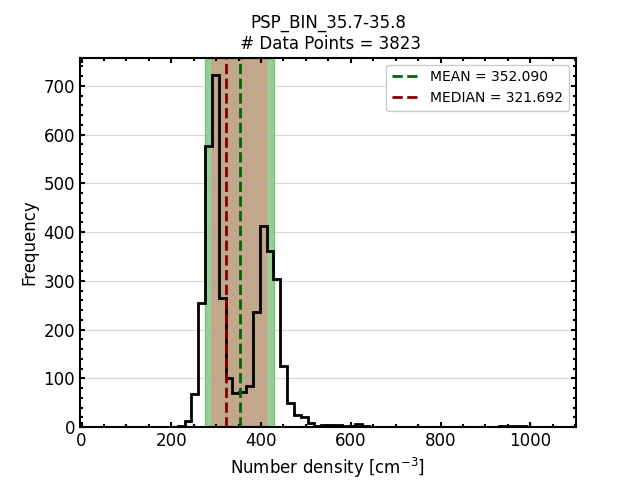 PSP_BIN_35.7-35.8
# Data Points = 3823
MEAN = 352.090
MEDIAN = 321.692
700
600
500
400
300
200
100
0
Frequency
0 200 400 600 800 1000
Number density [cm⁻³]